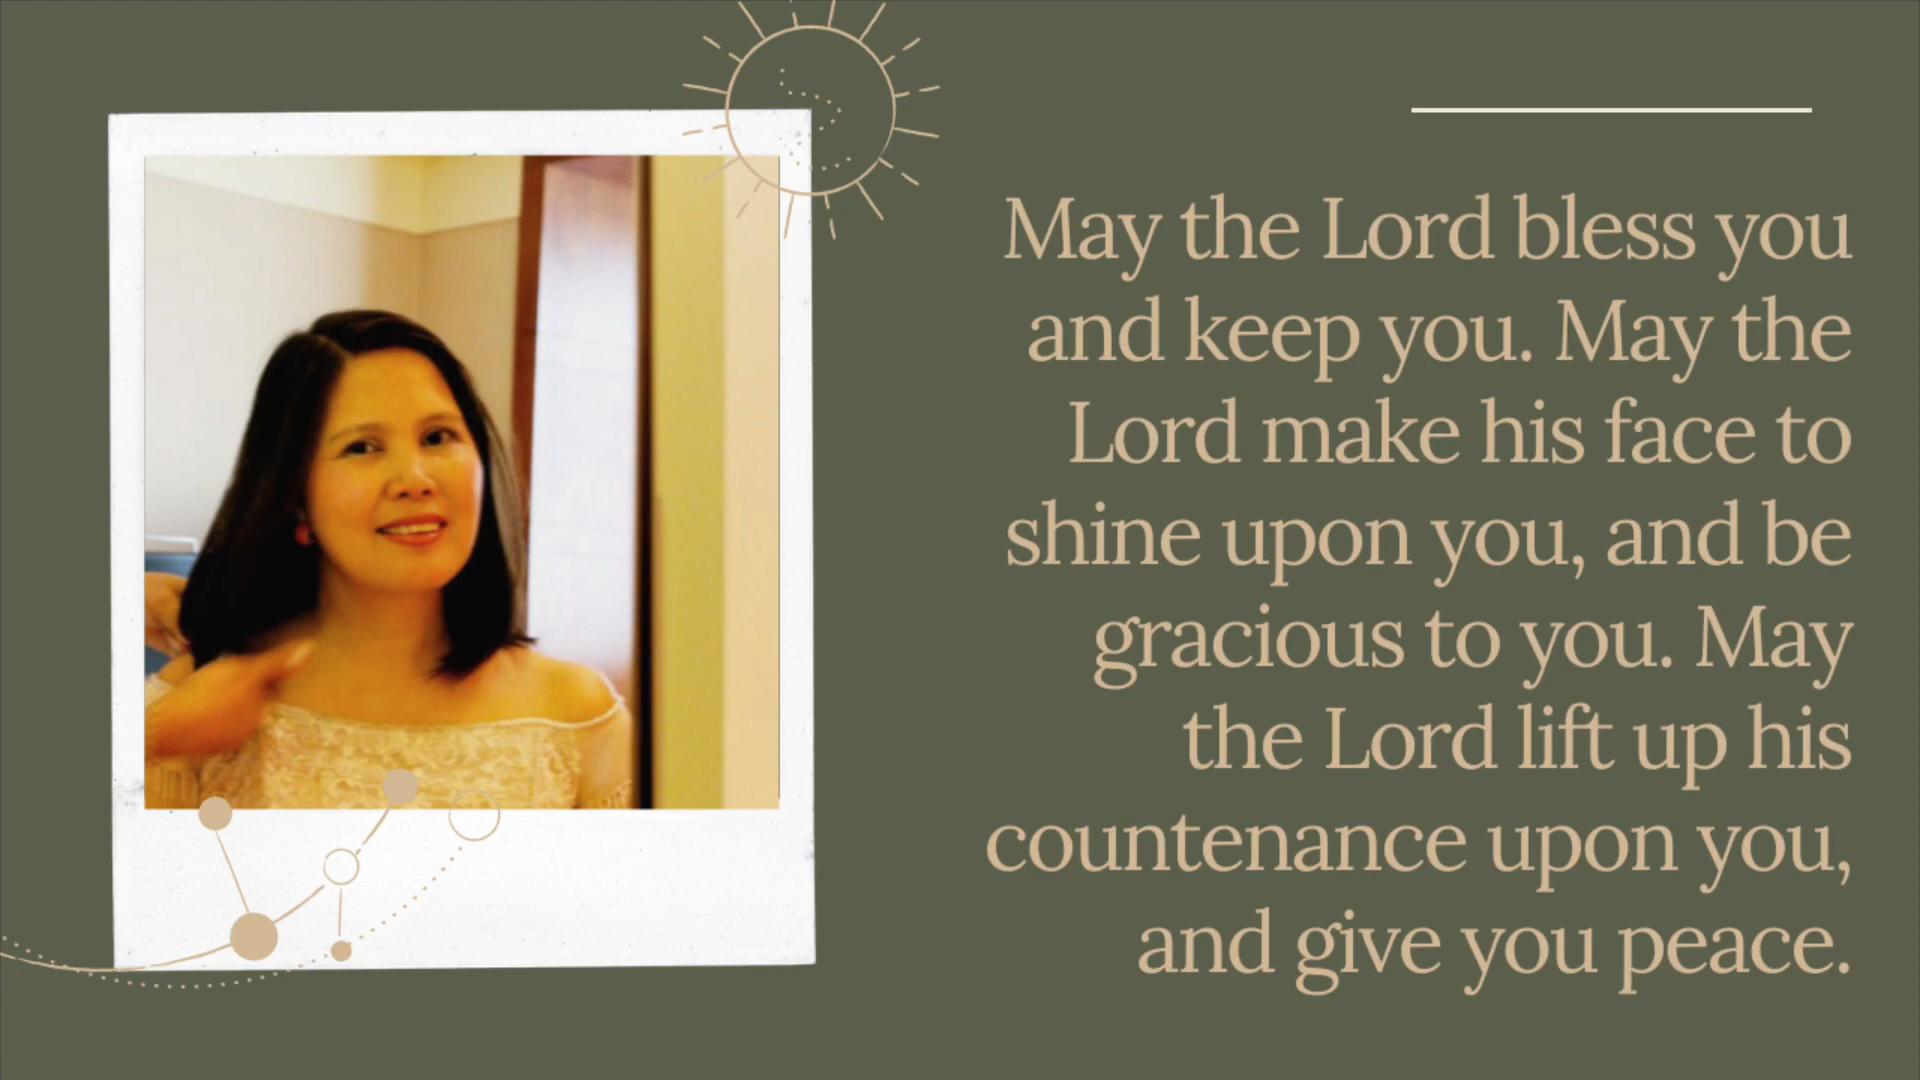 May the Lord bless you
and keep you. May the
Lord make his face to
shine upon you, and be
gracious to you. May
the Lord lift up his
countenance upon you,
and give you peace.